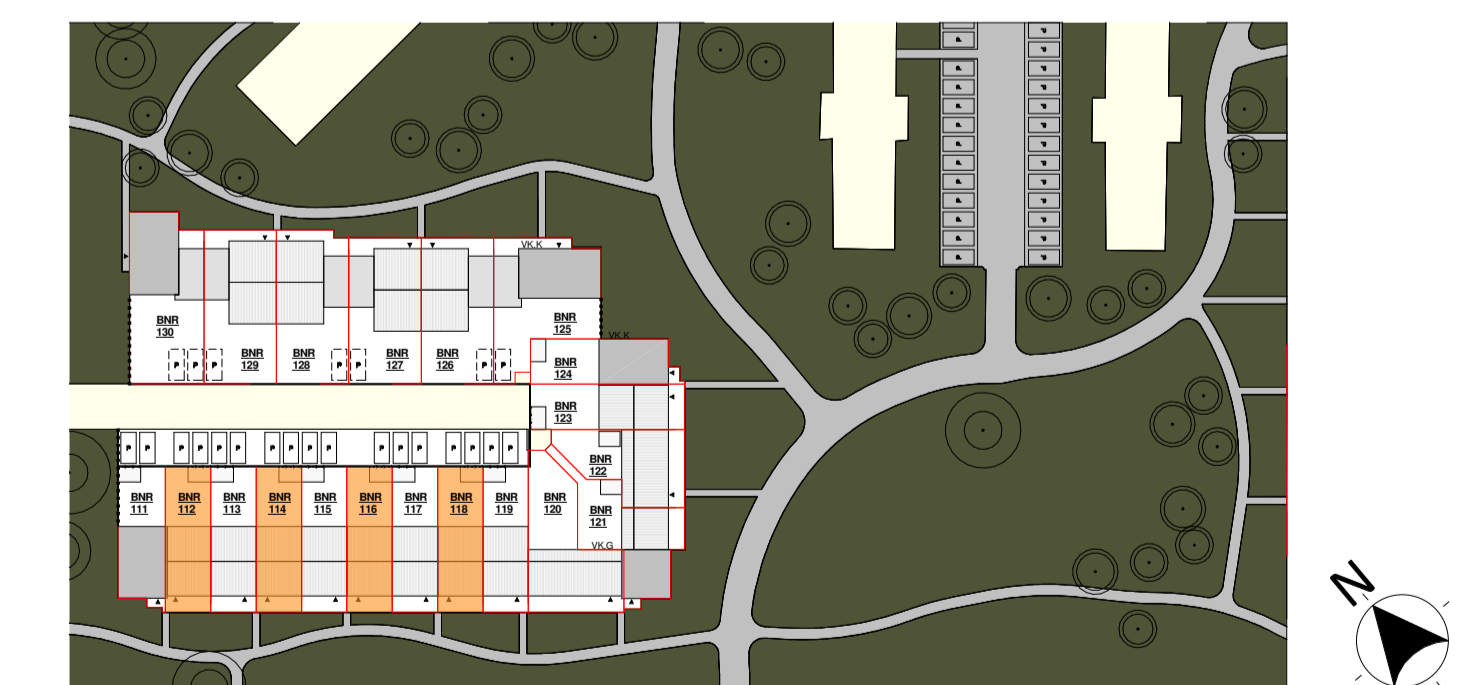 VK.K
BNR
130
BNR
129
BNR
128
BNR
127
BNR
126
BNR
125
VK.K
BNR
124
BNR
123
BNR
122
BNR
121
BNR
120
VK.G
BNR
111
BNR
112
BNR
113
BNR
114
BNR
115
BNR
116
BNR
117
BNR
118
BNR
119
P P P P P P P
P P P P P P P P P P P P P P P P P
N